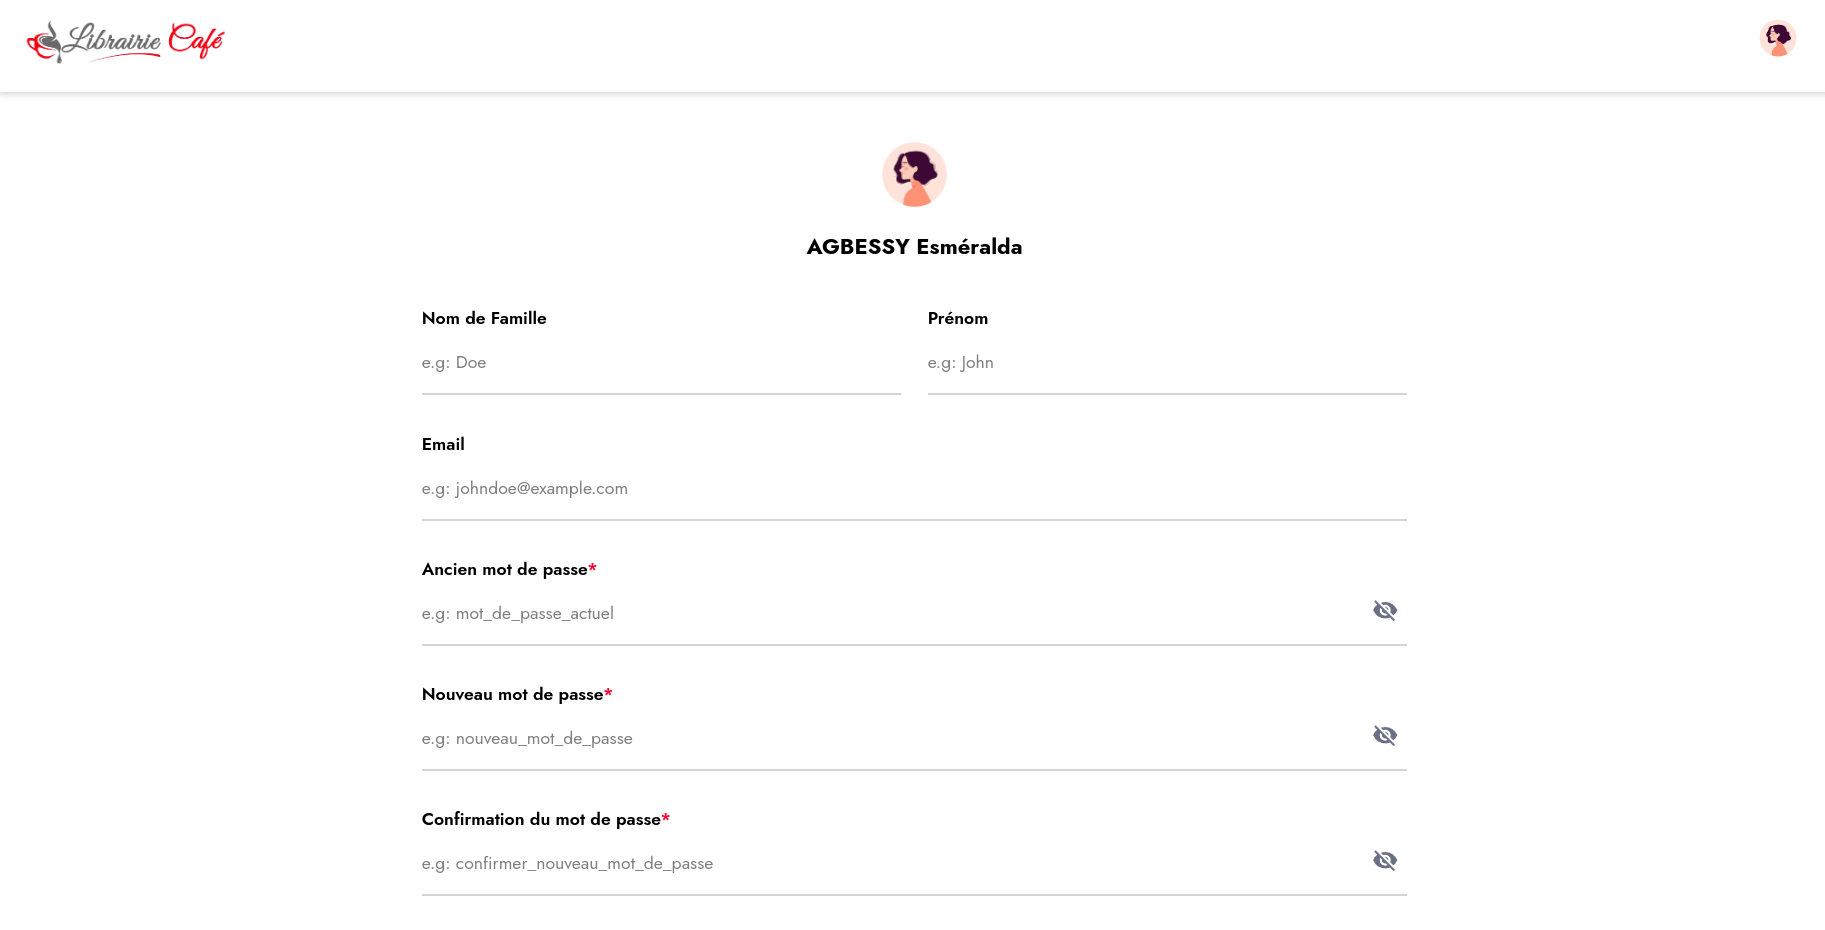 Librairie Café
AGBESSY Esméralda
Nom de Famille
Prénom
e.g: Doe
e.g: John
Email
e.g: johndoe@example.com
Ancien mot de passe*
e.g: mot_de_passe_actuel
Nouveau mot de passe*
e.g: nouveau_mot_de_passe
Confirmation du mot de passe*
e.g: confirmer_nouveau_mot_de_passe